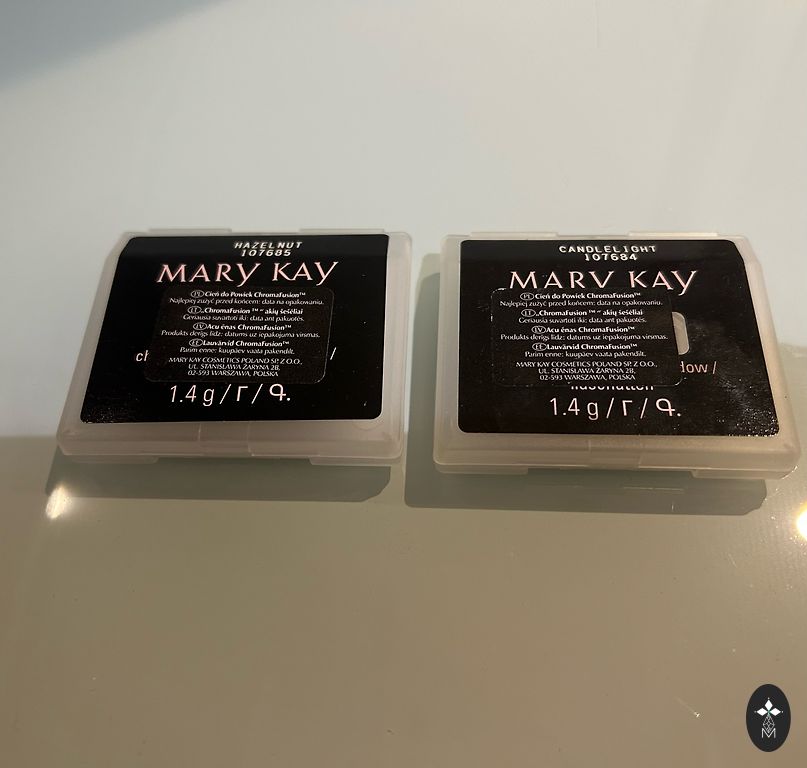 HAZELNUT
107685
MARY KAY
PL Cień do Powiek ChromaFusion™
Najlepiej zużyć przed końcem: data na opakowaniu.
LT „ChromaFusion ™“ akių šešėliai
Geriausia suvartoti iki: data ant pakuotės.
LV Acu ēnas ChromaFusion™
Produkts derīgs līdz: datums uz iepakojuma virsmas.
EE Lauvärvid ChromaFusion™
Parim enne: kuupäev vaata pakendilt.
MARY KAY COSMETICS POLAND SP. Z O.O.,
UL. STANISŁAWA ŻARYNA 2B,
02-593 WARSZAWA, POLSKA
ch /
1.4 g / г / գ.
CANDLELIGHT
107684
MARY KAY
PL Cień do Powiek ChromaFusion™
Najlepiej zużyć przed końcem: data na opakowaniu.
LT „ChromaFusion ™“ akių šešėliai
Geriausia suvartoti iki: data ant pakuotės.
LV Acu ēnas ChromaFusion™
Produkts derīgs līdz: datums uz iepakojuma virsmas.
EE Lauvärvid ChromaFusion™
Parim enne: kuupäev vaata pakendilt.
MARY KAY COSMETICS POLAND SP. Z O.O.,
UL. STANISŁAWA ŻARYNA 2B,
02-593 WARSZAWA, POLSKA
dow /
1.4 g / г / գ.
M